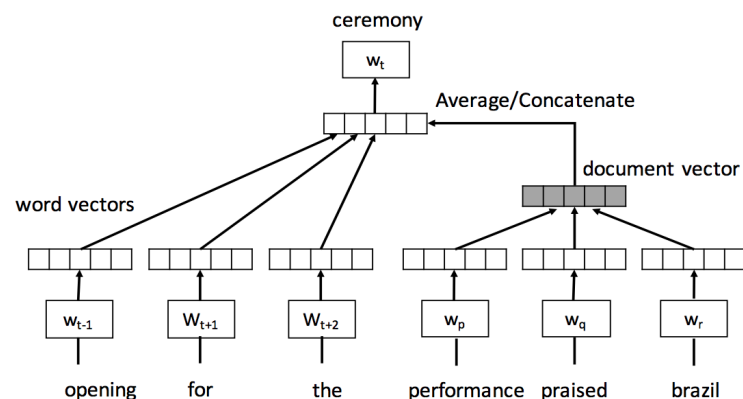 ceremony
wₜ
Average/Concatenate
document vector
word vectors
wₜ₋₁
Wₜ₊₁
Wₜ₊₂
wₚ
w_q
wᵣ
opening for the performance praised brazil